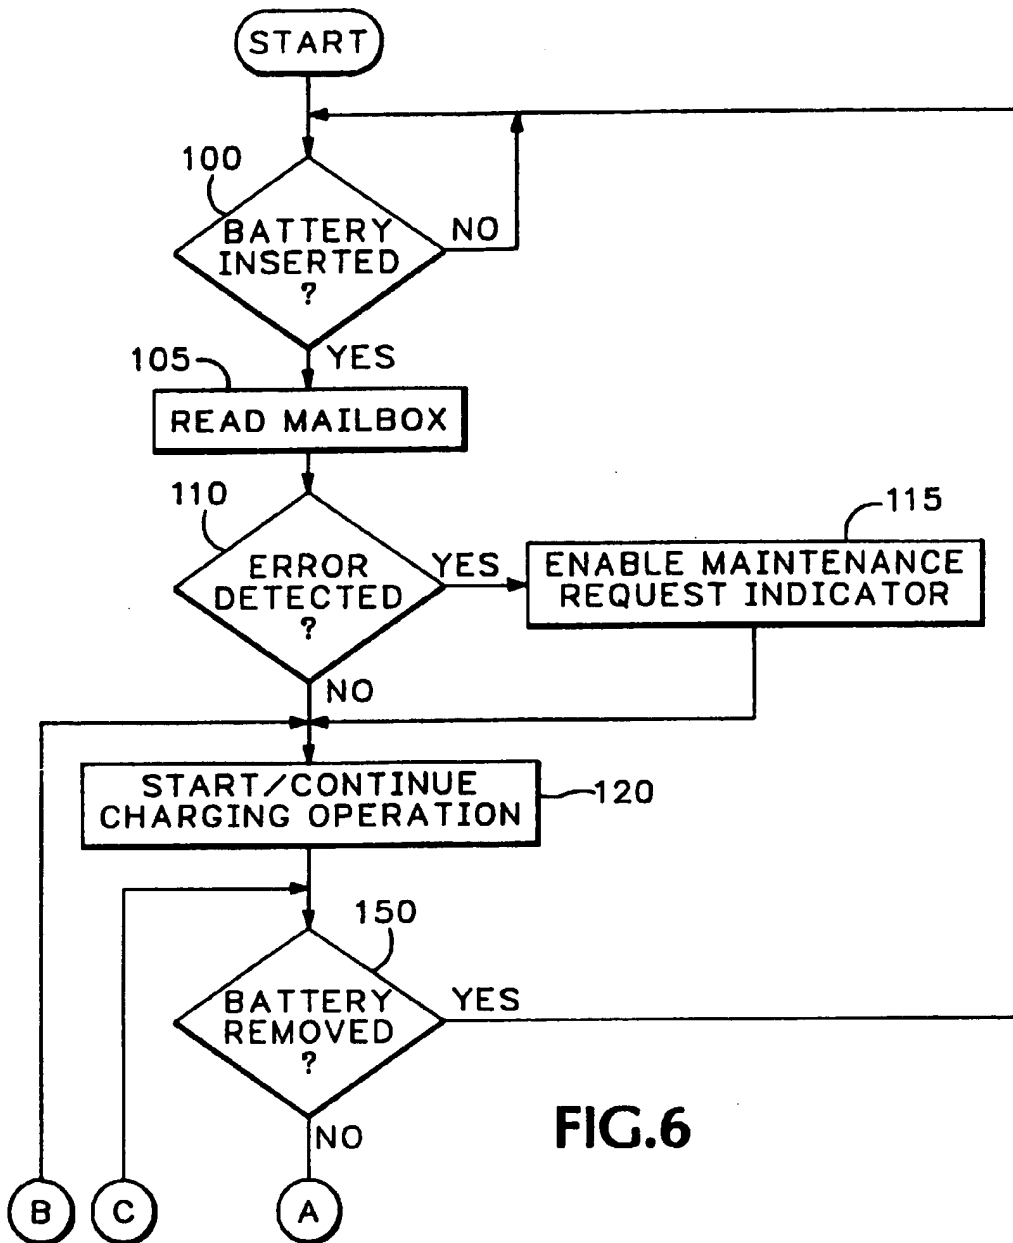 START
100
BATTERY
INSERTED
?
NO
YES
105
READ MAILBOX
110
ERROR
DETECTED
?
YES
115
ENABLE MAINTENANCE
REQUEST INDICATOR
NO
START/CONTINUE
CHARGING OPERATION
120
150
BATTERY
REMOVED
?
YES
NO
FIG.6
B
C
A